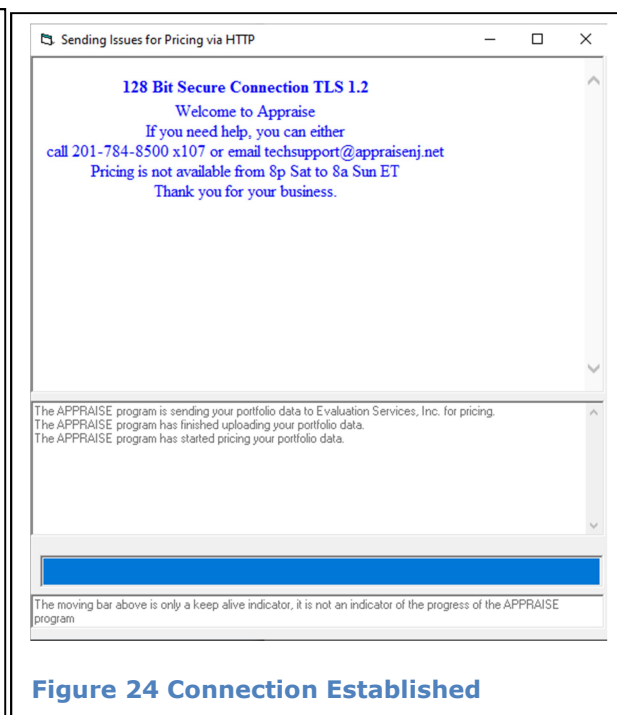 Sending Issues for Pricing via HTTP
128 Bit Secure Connection TLS 1.2
Welcome to Appraise
If you need help, you can either
call 201-784-8500 x107 or email techsupport@appraisenj.net
Pricing is not available from 8p Sat to 8a Sun ET
Thank you for your business.
The APPRAISE program is sending your portfolio data to Evaluation Services, Inc. for pricing.
The APPRAISE program has finished uploading your portfolio data.
The APPRAISE program has started pricing your portfolio data.
The moving bar above is only a keep alive indicator, it is not an indicator of the progress of the APPRAISE
program
Figure 24 Connection Established